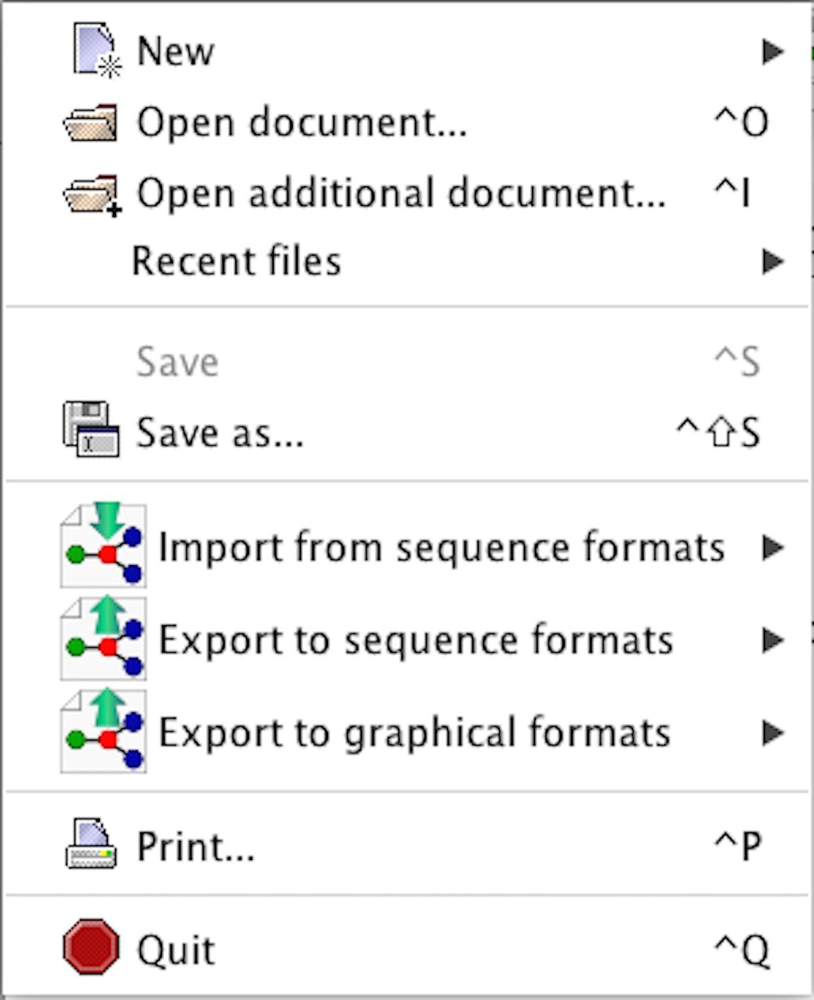 New
Open document... ^O
Open additional document... ^I
Recent files
Save ^S
Save as... ^⇧S
Import from sequence formats
Export to sequence formats
Export to graphical formats
Print... ^P
Quit ^Q